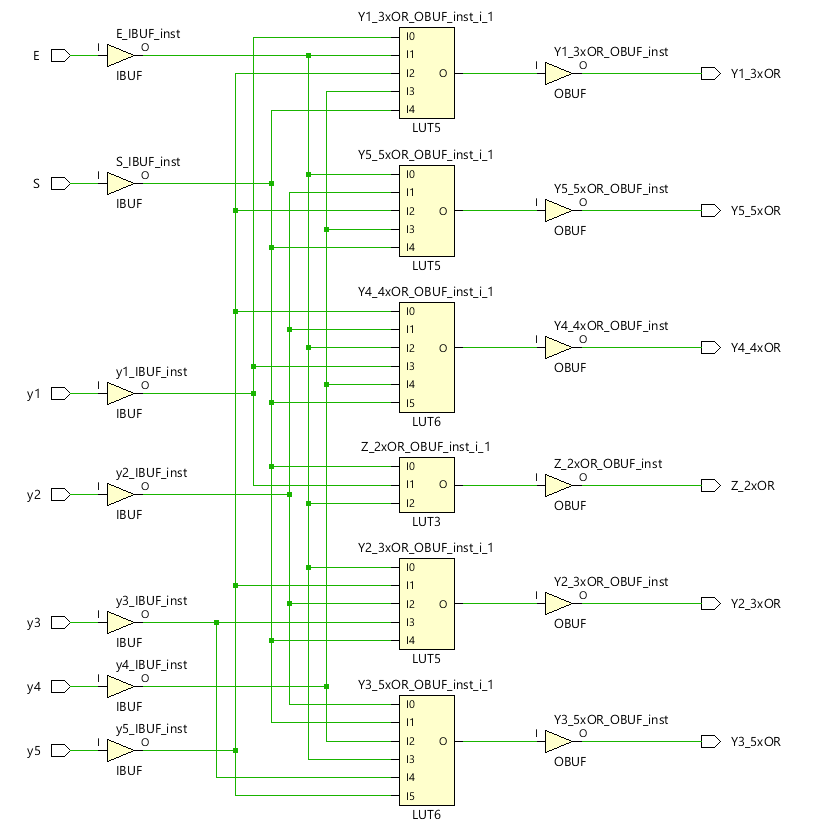 E
I
E_IBUF_inst
O
IBUF
S
I
S_IBUF_inst
O
IBUF
y1
I
y1_IBUF_inst
O
IBUF
y2
I
y2_IBUF_inst
O
IBUF
y3
I
y3_IBUF_inst
O
IBUF
y4
I
y4_IBUF_inst
O
IBUF
y5
I
y5_IBUF_inst
O
IBUF
Y1_3xOR_OBUF_inst_i_1
I0
I1
I2
I3
I4
O
LUT5
Y5_5xOR_OBUF_inst_i_1
I0
I1
I2
I3
I4
O
LUT5
Y4_4xOR_OBUF_inst_i_1
I0
I1
I2
I3
I4
I5
O
LUT6
Z_2xOR_OBUF_inst_i_1
I0
I1
I2
O
LUT3
Y2_3xOR_OBUF_inst_i_1
I0
I1
I2
I3
I4
O
LUT5
Y3_5xOR_OBUF_inst_i_1
I0
I1
I2
I3
I4
I5
O
LUT6
Y1_3xOR_OBUF_inst
I
O
OBUF
Y1_3xOR
Y5_5xOR_OBUF_inst
I
O
OBUF
Y5_5xOR
Y4_4xOR_OBUF_inst
I
O
OBUF
Y4_4xOR
Z_2xOR_OBUF_inst
I
O
OBUF
Z_2xOR
Y2_3xOR_OBUF_inst
I
O
OBUF
Y2_3xOR
Y3_5xOR_OBUF_inst
I
O
OBUF
Y3_5xOR